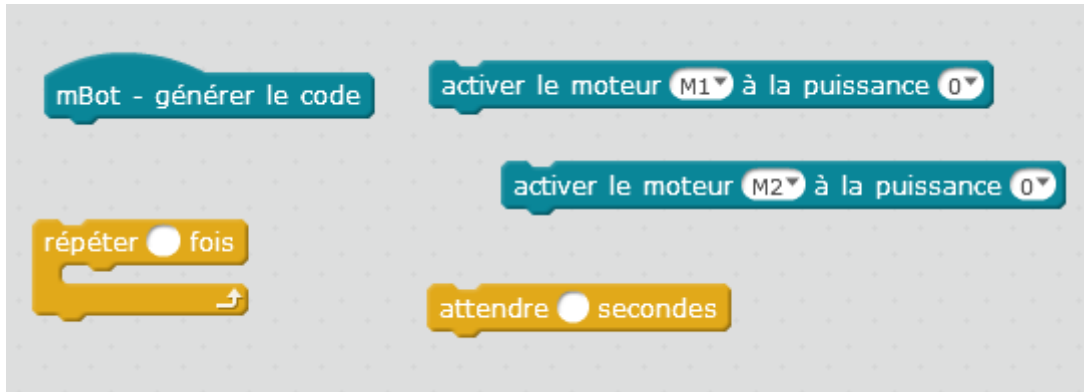 mBot - générer le code
activer le moteur M1 à la puissance 0
activer le moteur M2 à la puissance 0
répéter fois
attendre secondes